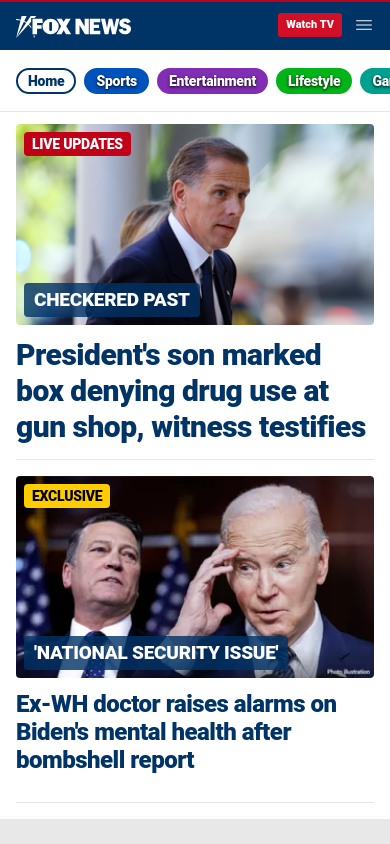 FOX NEWS
Watch TV
Home Sports Entertainment Lifestyle
LIVE UPDATES
CHECKERED PAST
President's son marked
box denying drug use at
gun shop, witness testifies
EXCLUSIVE
'NATIONAL SECURITY ISSUE'
Photo Illustration
Ex-WH doctor raises alarms on
Biden's mental health after
bombshell report